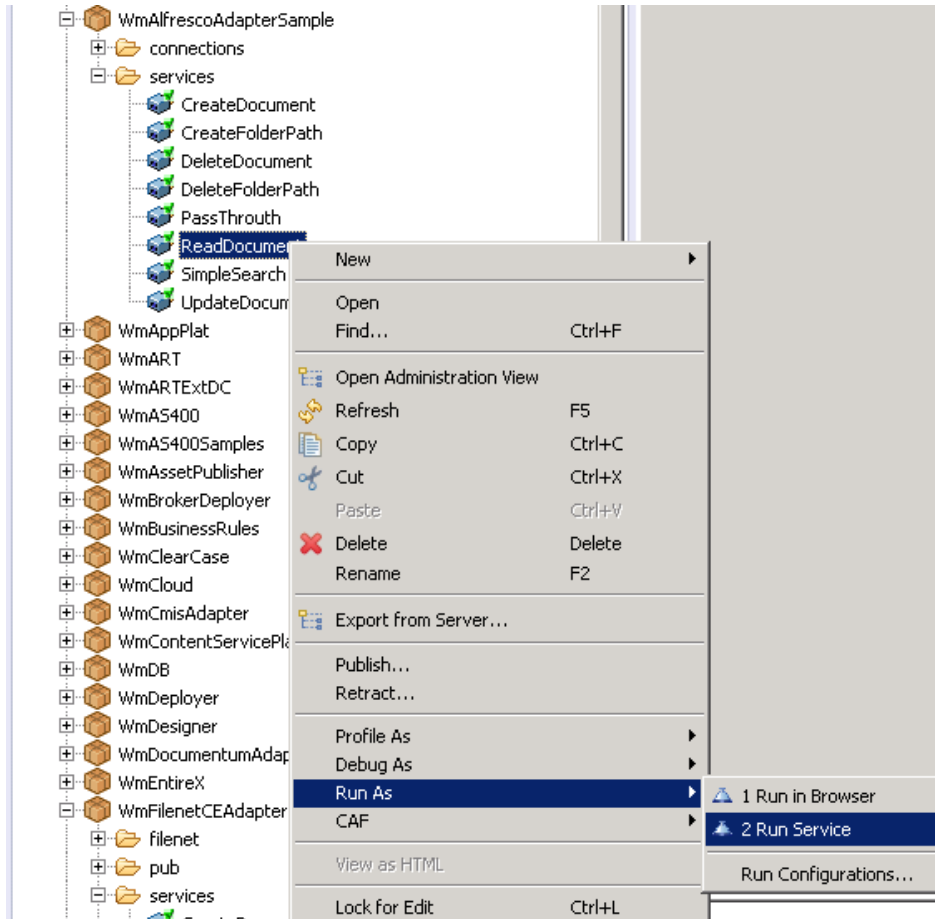 WmAlfrescoAdapterSample
connections
services
CreateDocument
CreateFolderPath
DeleteDocument
DeleteFolderPath
PassThrouth
ReadDocument
SimpleSearch
UpdateDocum
WmAppPlat
WmART
WmARTExtDC
WmAS400
WmAS400Samples
WmAssetPublisher
WmBrokerDeployer
WmBusinessRules
WmClearCase
WmCloud
WmCmisAdapter
WmContentServicePla
WmDB
WmDeployer
WmDesigner
WmDocumentumAdap
WmEntireX
WmFilenetCEAdapter
filenet
pub
services
New
Open
Find... Ctrl+F
Open Administration View
Refresh F5
Copy Ctrl+C
Cut Ctrl+X
Paste Ctrl+V
Delete Delete
Rename F2
Export from Server...
Publish...
Retract...
Profile As
Debug As
Run As
CAF
View as HTML
Lock for Edit Ctrl+L
1 Run in Browser
2 Run Service
Run Configurations...